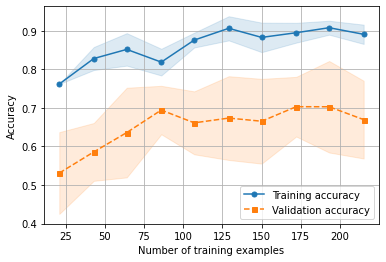 0.9
0.8
0.7
0.6
0.5
0.4
Accuracy
25 50 75 100 125 150 175 200
Number of training examples
Training accuracy
Validation accuracy